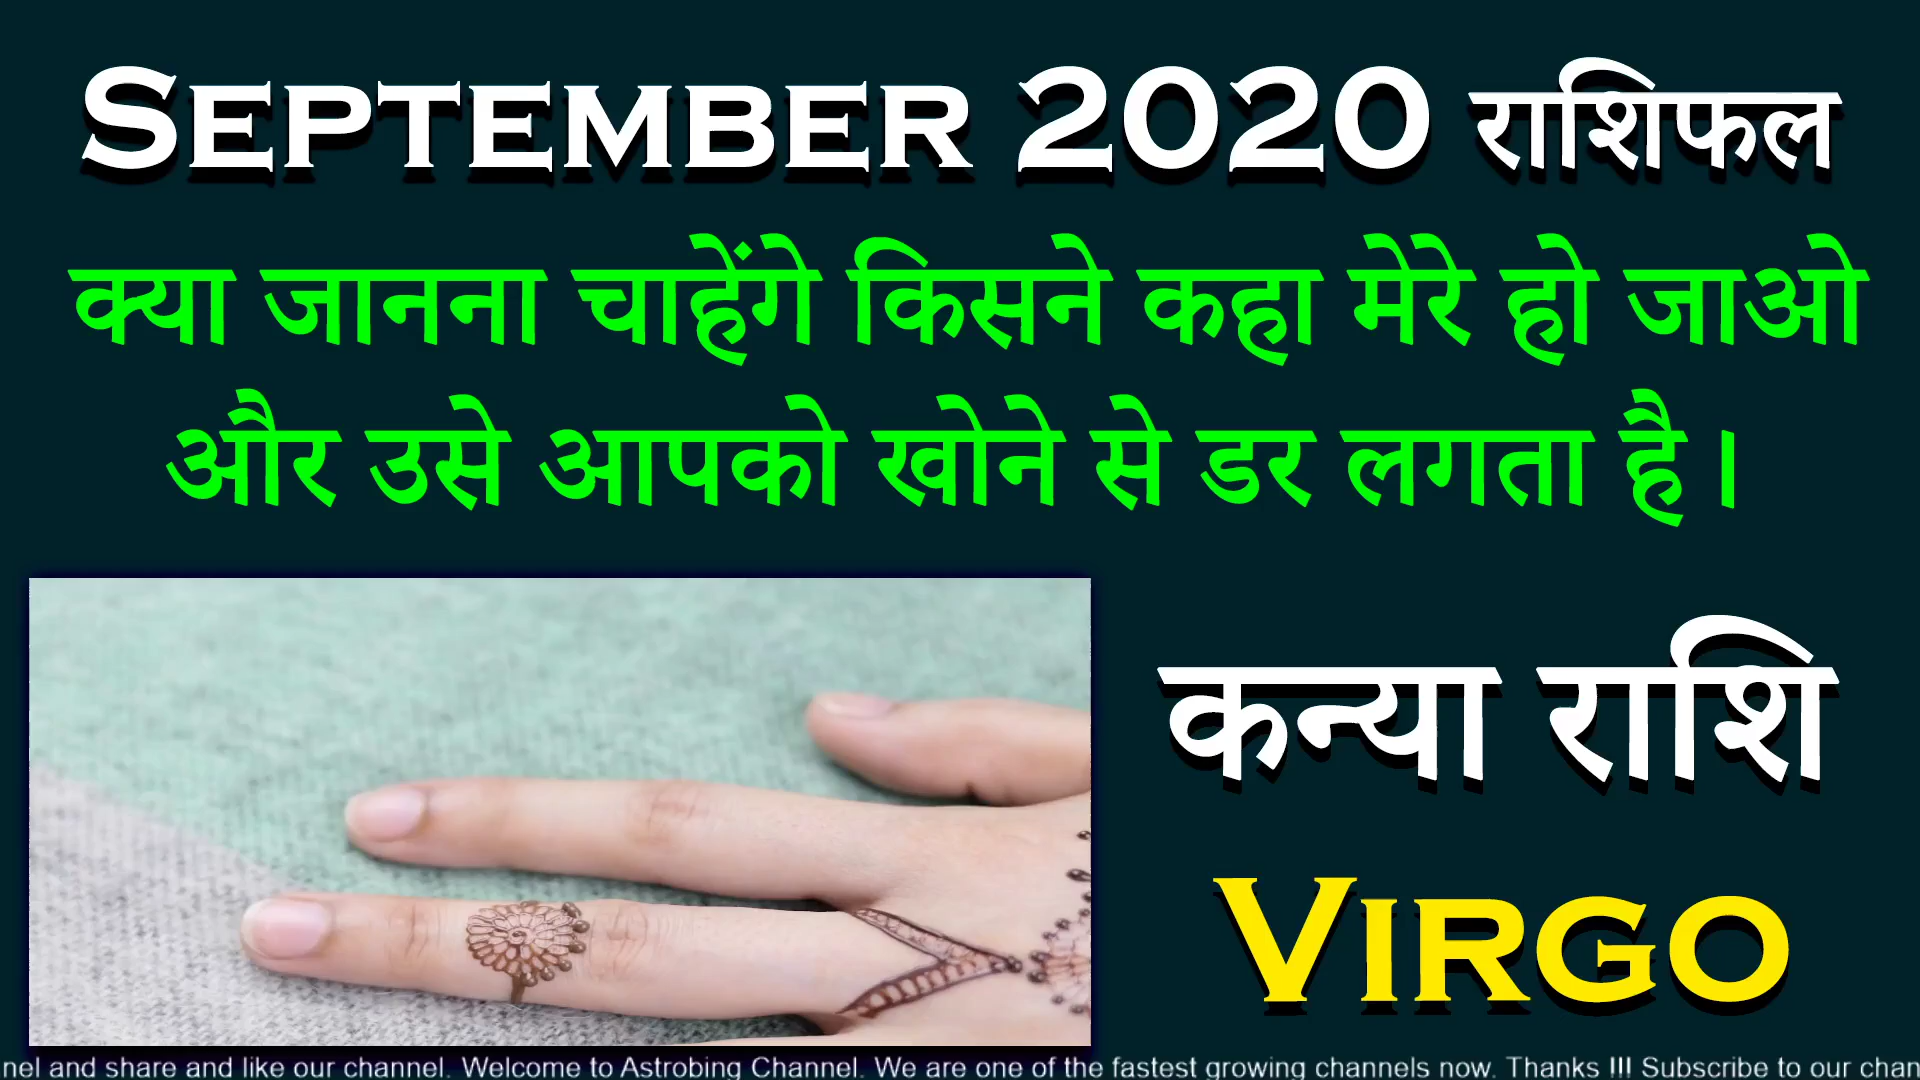 SEPTEMBER 2020 राशिफल
क्या जानना चाहेंगे किसने कहा मेरे हो जाओ
और उसे आपको खोने से डर लगता है।
कन्या राशि
VIRGO
nel and share and like our channel. Welcome to Astrobing Channel. We are one of the fastest growing channels now. Thanks !!! Subscribe to our chan